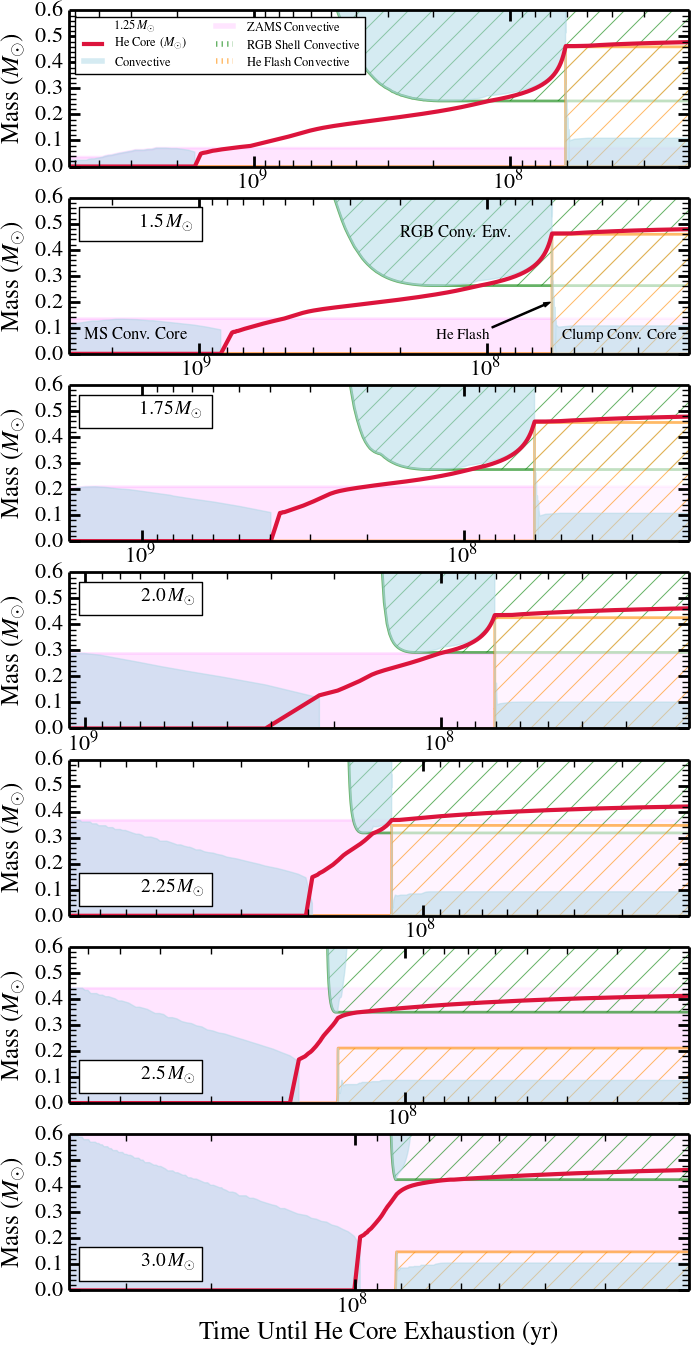 Mass (M☉)
0.6
0.5
0.4
0.3
0.2
0.1
0.0
1.25M☉
He Core (M☉)
Convective
ZAMS Convective
RGB Shell Convective
He Flash Convective
10⁹
10⁸
Mass (M☉)
0.6
0.5
0.4
0.3
0.2
0.1
0.0
1.5M☉
RGB Conv. Env.
MS Conv. Core
He Flash
Clump Conv. Core
10⁹
10⁸
Mass (M☉)
0.6
0.5
0.4
0.3
0.2
0.1
0.0
1.75M☉
10⁹
10⁸
Mass (M☉)
0.6
0.5
0.4
0.3
0.2
0.1
0.0
2.0M☉
10⁹
10⁸
Mass (M☉)
0.6
0.5
0.4
0.3
0.2
0.1
0.0
2.25M☉
10⁸
Mass (M☉)
0.6
0.5
0.4
0.3
0.2
0.1
0.0
2.5M☉
10⁸
Mass (M☉)
0.6
0.5
0.4
0.3
0.2
0.1
0.0
3.0M☉
10⁸
Time Until He Core Exhaustion (yr)